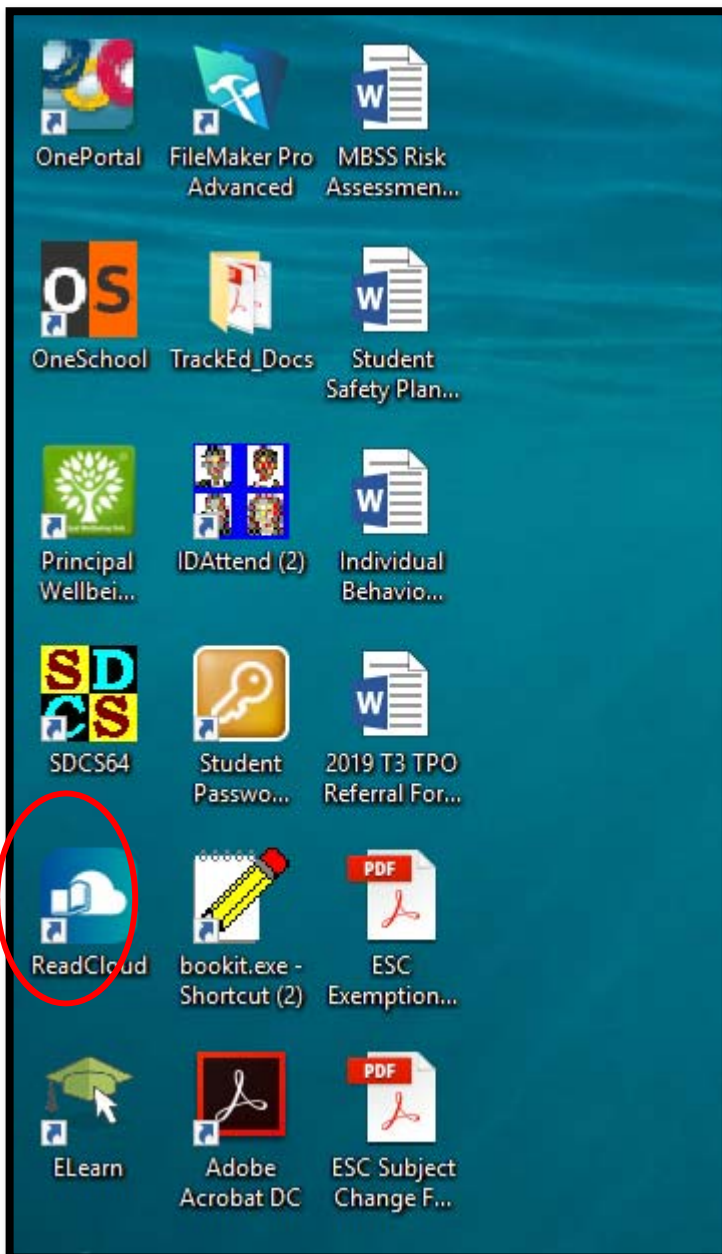 OnePortal
FileMaker Pro
Advanced
W
MBSS Risk
Assessmen...
OS
OneSchool
TrackEd_Docs
W
Student
Safety Plan...
Principal
Wellbei...
IDAttend (2)
W
Individual
Behavio...
SD
CS
SDCS64
Student
Passwo...
W
2019 T3 TPO
Referral For...
ReadCloud
bookit.exe -
Shortcut (2)
PDF
ESC
Exemption...
ELearn
Adobe
Acrobat DC
PDF
ESC Subject
Change F...